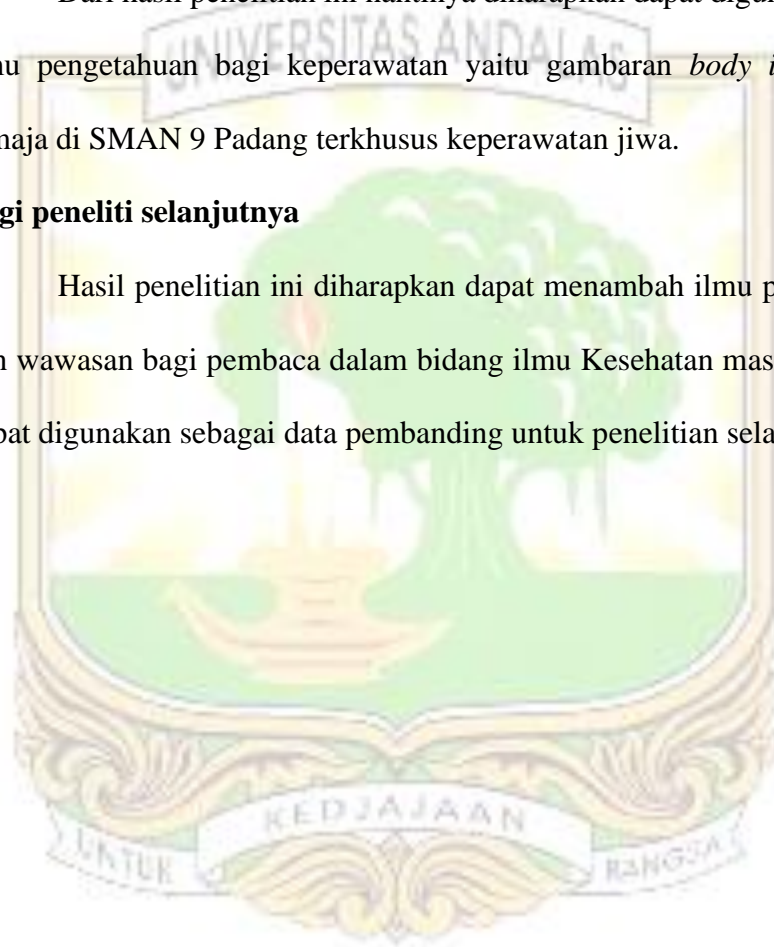 Dari hasil penelitian ini nantinya diharapkan dapat digu
UNIVERSITAS ANDALAS
nu pengetahuan bagi keperawatan yaitu gambaran body i
naja di SMAN 9 Padang terkhusus keperawatan jiwa.
gi peneliti selanjutnya
Hasil penelitian ini diharapkan dapat menambah ilmu p
n wawasan bagi pembaca dalam bidang ilmu Kesehatan mas
pat digunakan sebagai data pembanding untuk penelitian sela
KEDJAJAAN
UNTUK BANGSA